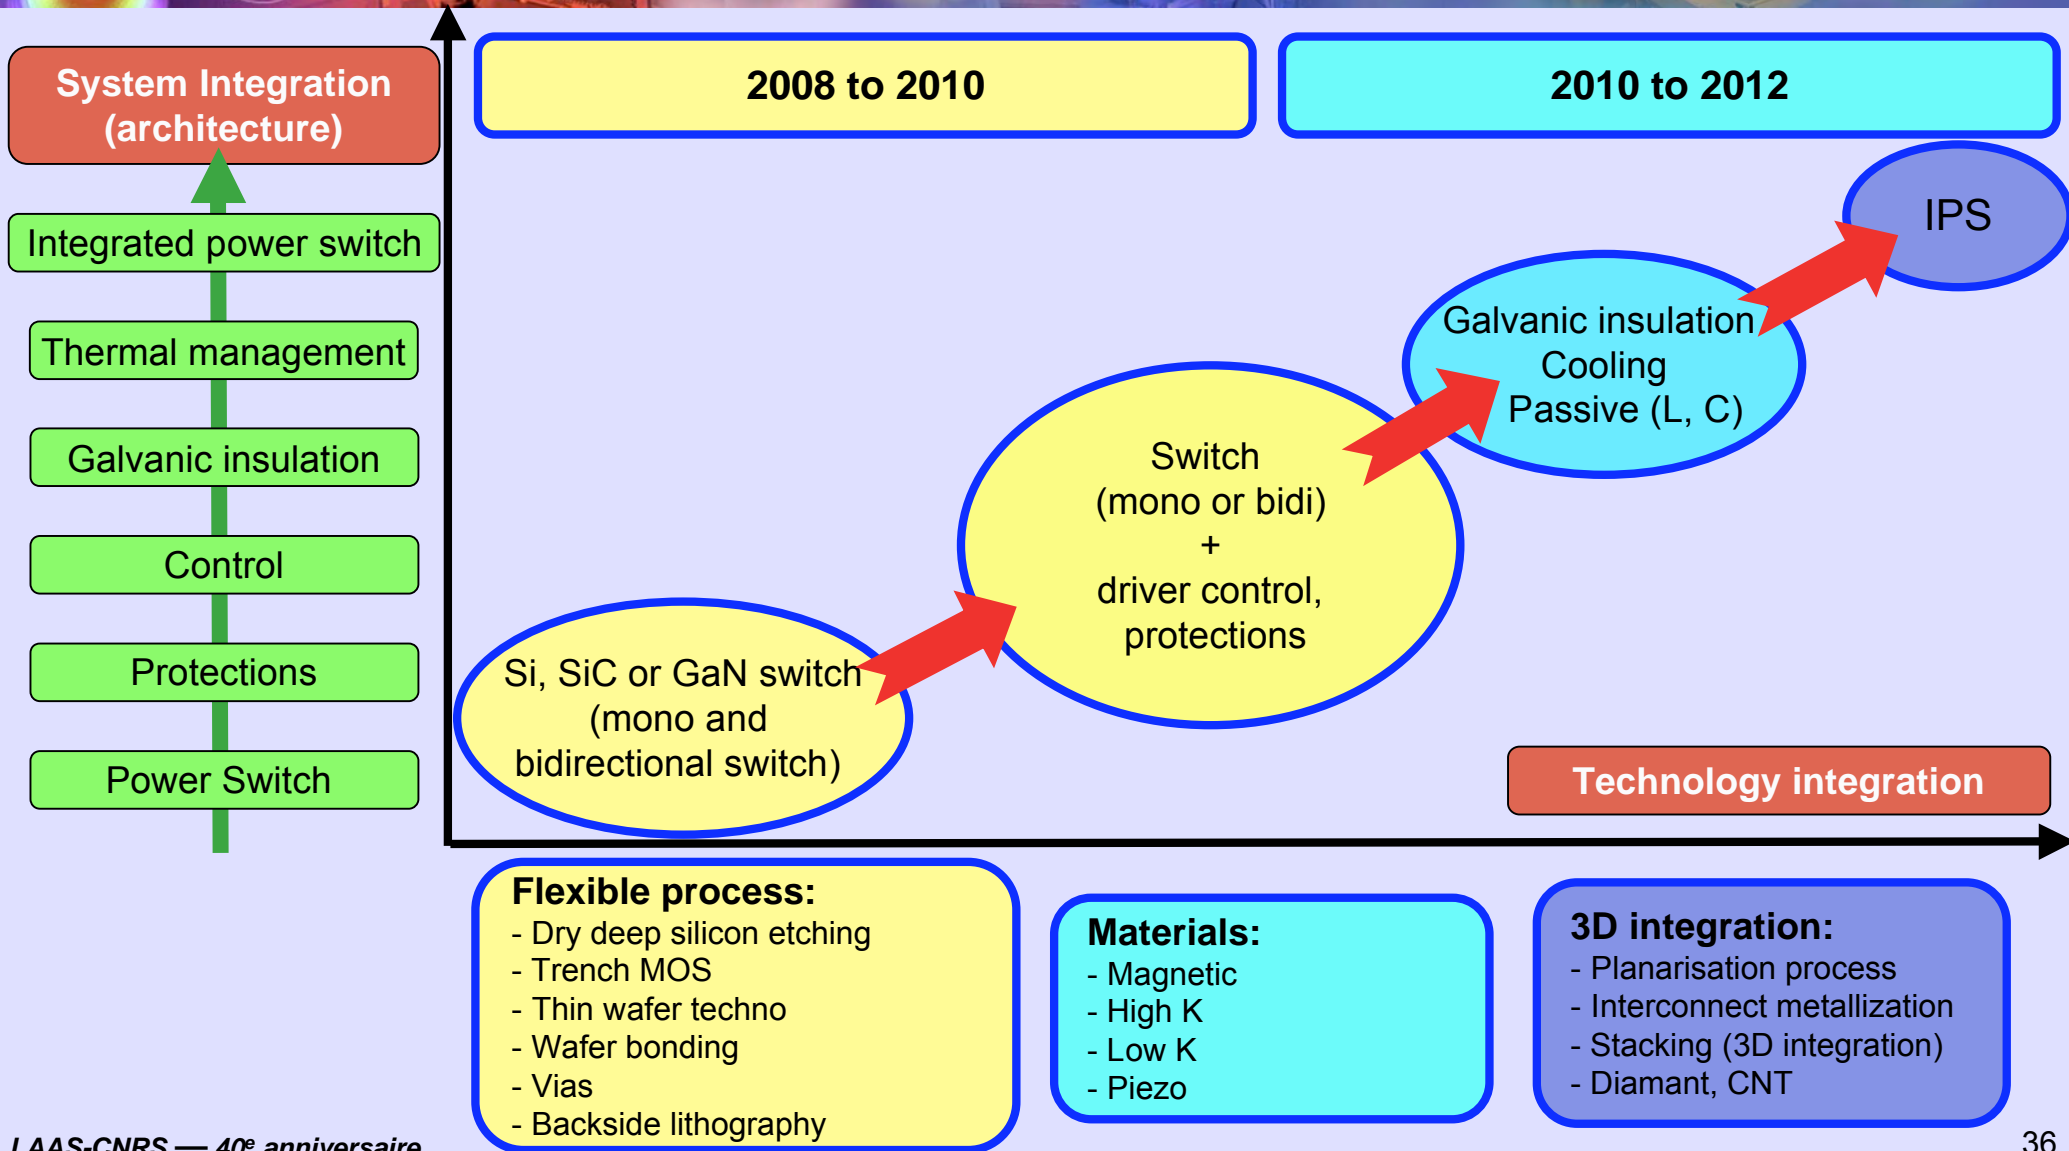 System Integration
(architecture)
Integrated power switch
Thermal management
Galvanic insulation
Control
Protections
Power Switch
2008 to 2010
2010 to 2012
IPS
Galvanic insulation
Cooling
Passive (L, C)
Switch
(mono or bidi)
+
driver control,
protections
Si, SiC or GaN switch
(mono and
bidirectional switch)
Technology integration
Flexible process:
- Dry deep silicon etching
- Trench MOS
- Thin wafer techno
- Wafer bonding
- Vias
- Backside lithography
Materials:
- Magnetic
- High K
- Low K
- Piezo
3D integration:
- Planarisation process
- Interconnect metallization
- Stacking (3D integration)
- Diamant, CNT
LAAS-CNRS — 40e anniversaire
36